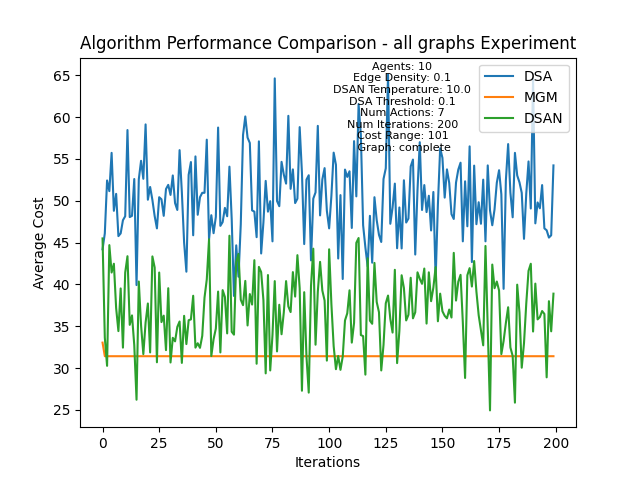 Algorithm Performance Comparison - all graphs Experiment
Agents: 10
Edge Density: 0.1
DSAN Temperature: 10.0
DSA Threshold: 0.1
Num Actions: 7
Num Iterations: 200
Cost Range: 101
Graph: complete
DSA
MGM
DSAN
Average Cost
65
60
55
50
45
40
35
30
25
0
25
50
75
100
125
150
175
200
Iterations